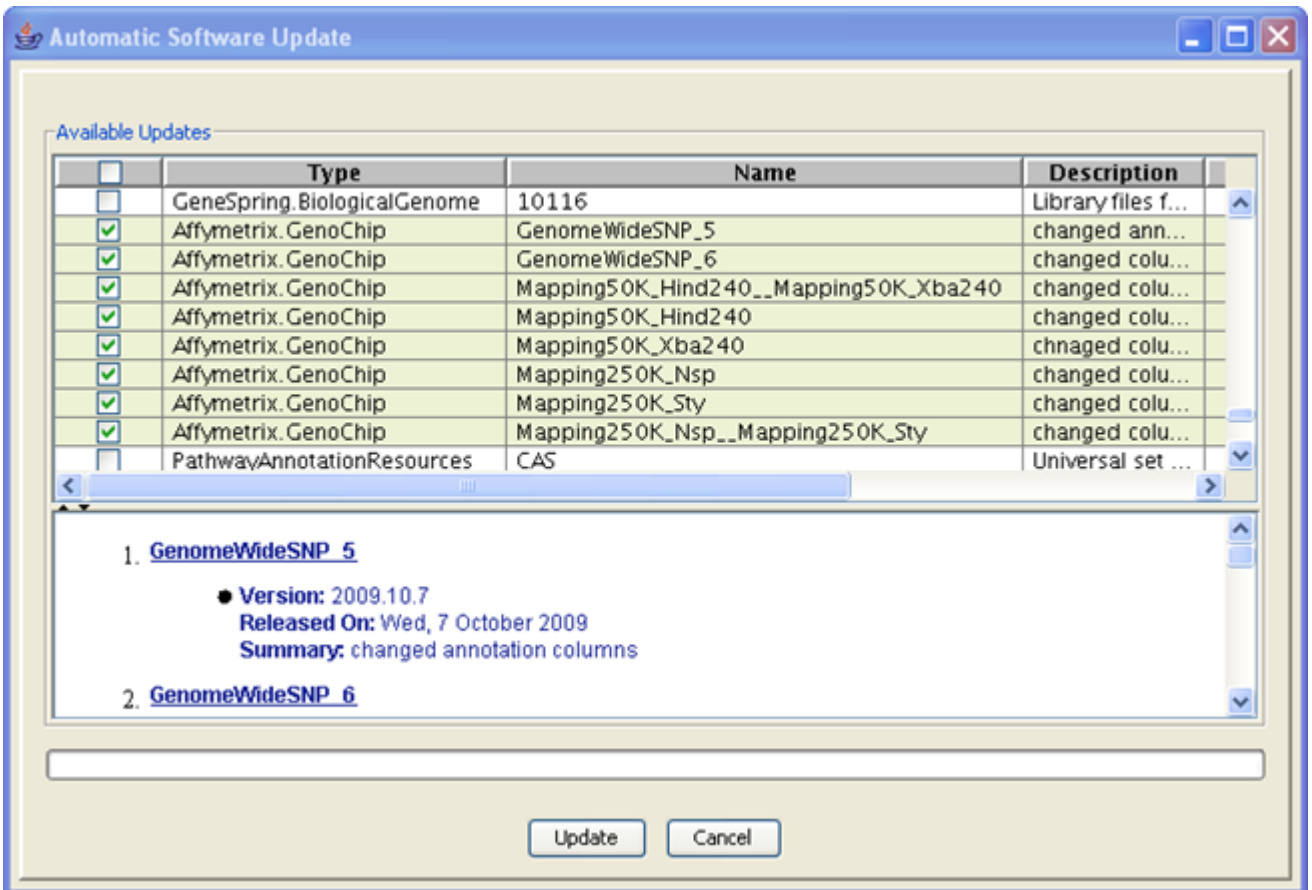 Automatic Software Update
Available Updates
Type Name Description
GeneSpring.BiologicalGenome 10116 Library files f...
Affymetrix.GenoChip GenomeWideSNP_5 changed ann...
Affymetrix.GenoChip GenomeWideSNP_6 changed colu...
Affymetrix.GenoChip Mapping50K_Hind240__Mapping50K_Xba240 changed colu...
Affymetrix.GenoChip Mapping50K_Hind240 changed colu...
Affymetrix.GenoChip Mapping50K_Xba240 chnaged colu...
Affymetrix.GenoChip Mapping250K_Nsp changed colu...
Affymetrix.GenoChip Mapping250K_Sty changed colu...
Affymetrix.GenoChip Mapping250K_Nsp__Mapping250K_Sty changed colu...
PathwayAnnotationResources CAS Universal set ...
1. GenomeWideSNP_5
Version: 2009.10.7
Released On: Wed, 7 October 2009
Summary: changed annotation columns
2. GenomeWideSNP_6
Update Cancel